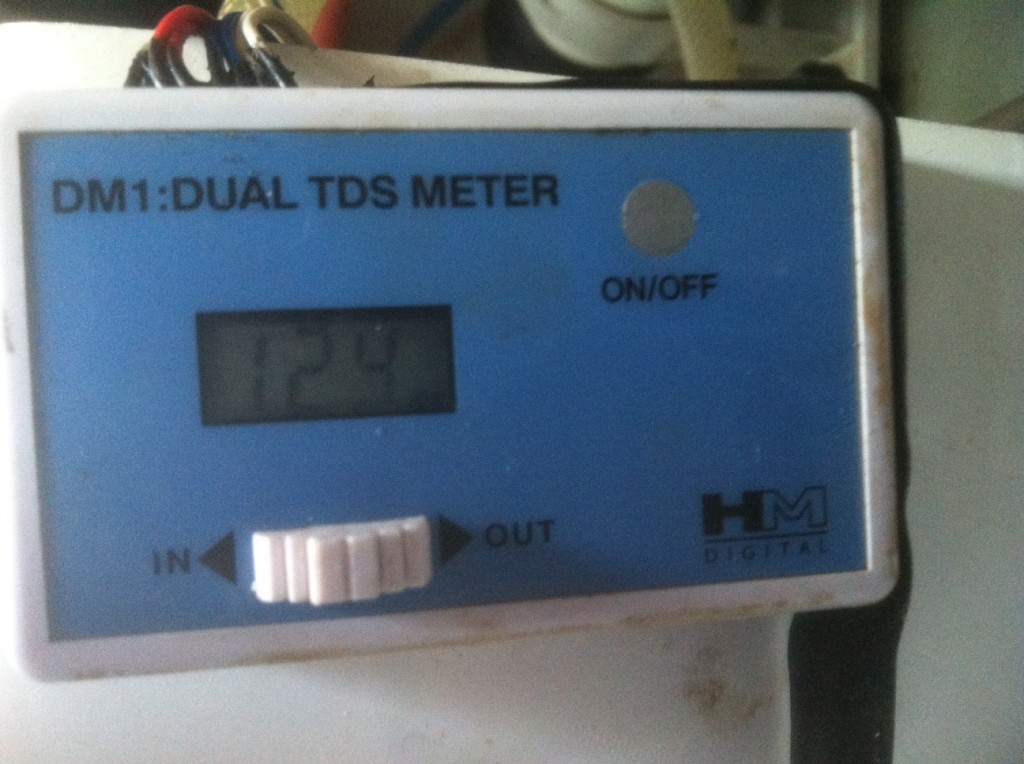 DM1:DUAL TDS METER
ON/OFF
124
IN
OUT
HM
DIGITAL